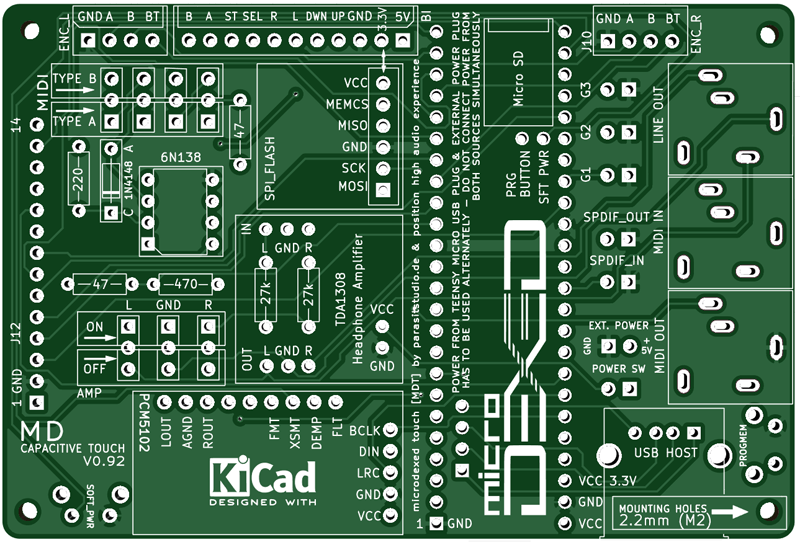 GND A B BT
ENC_L
B A ST SEL R L DWN UP GND 3.3V 5V
BI
GND A B BT
J10
ENC_R
MIDI
TYPE B
TYPE A
14
47
220
A
1N4148
C
6N138
SPI_FLASH
VCC
MEMCS
MISO
GND
SCK
MOSI
Micro SD
PRG
BUTTON
SFT PWR
G3
G2
G1
LINE OUT
SPDIF_OUT
SPDIF_IN
MIDI IN
EXT. POWER
GND
+
5V
POWER SW
MIDI OUT
47
470
IN
L GND R
27k
27k
OUT L GND R
TDA1308
Headphone Amplifier
VCC
GND
L GND R
ON
OFF
AMP
J12
1 GND
microdexed touch [MDT] by parasitstudio.de & position high audio experience
POWER FROM TEENSY MICRO USB PLUG & EXTERNAL POWER PLUG
HAS TO BE USED ALTERNATELY - DO NOT CONNECT POWER FROM
BOTH SOURCES SIMULTANEOUSLY
micro
DEXED
MD
CAPACITIVE TOUCH
V0.92
SOFT_PWR
PCM5102
LOUT
AGND
ROUT
FMT
XSMT
DEMP
FLT
BCLK
DIN
LRC
GND
VCC
KiCad
DESIGNED WITH
1 GND
USB HOST
PROGMEM
VCC 3.3V
GND
VCC
MOUNTING HOLES
2.2mm (M2)